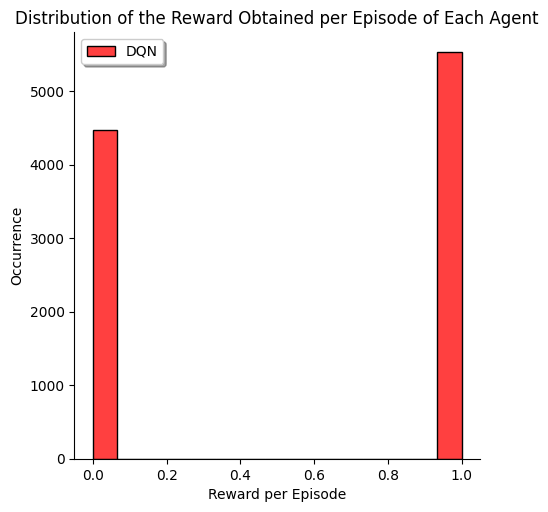 Distribution of the Reward Obtained per Episode of Each Agent
DQN
Occurrence
5000
4000
3000
2000
1000
0
0.0 0.2 0.4 0.6 0.8 1.0
Reward per Episode